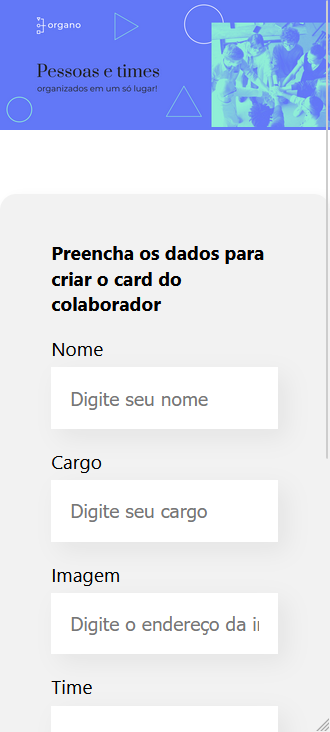 organo
Pessoas e times
organizados em um só lugar!
Preencha os dados para
criar o card do
colaborador
Nome
Digite seu nome
Cargo
Digite seu cargo
Imagem
Digite o endereço da i
Time